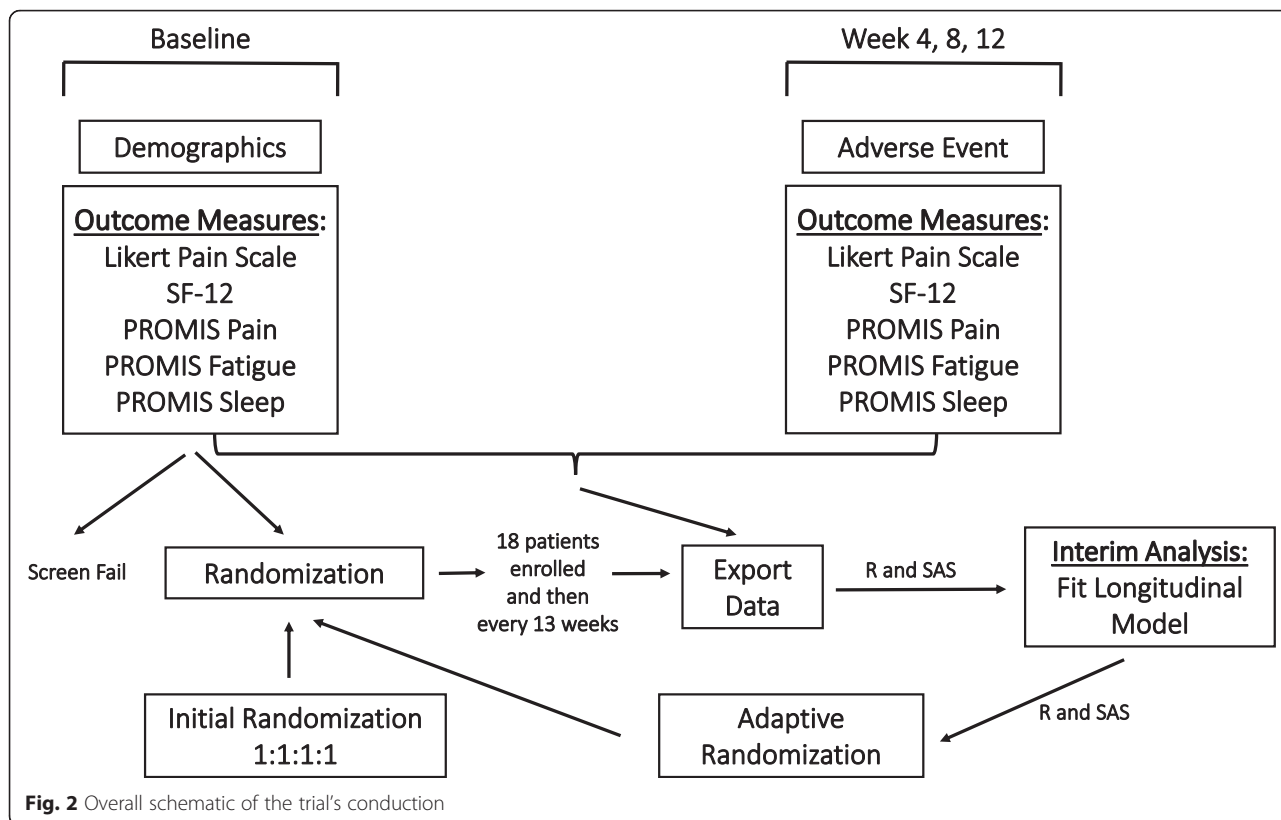 Baseline
Week 4, 8, 12
Demographics
Adverse Event
Outcome Measures:
Likert Pain Scale
SF-12
PROMIS Pain
PROMIS Fatigue
PROMIS Sleep
Outcome Measures:
Likert Pain Scale
SF-12
PROMIS Pain
PROMIS Fatigue
PROMIS Sleep
Screen Fail
Randomization
18 patients
enrolled
and then
every 13 weeks
Export
Data
R and SAS
Interim Analysis:
Fit Longitudinal
Model
Initial Randomization
1:1:1:1
Adaptive
Randomization
R and SAS
Fig. 2 Overall schematic of the trial's conduction